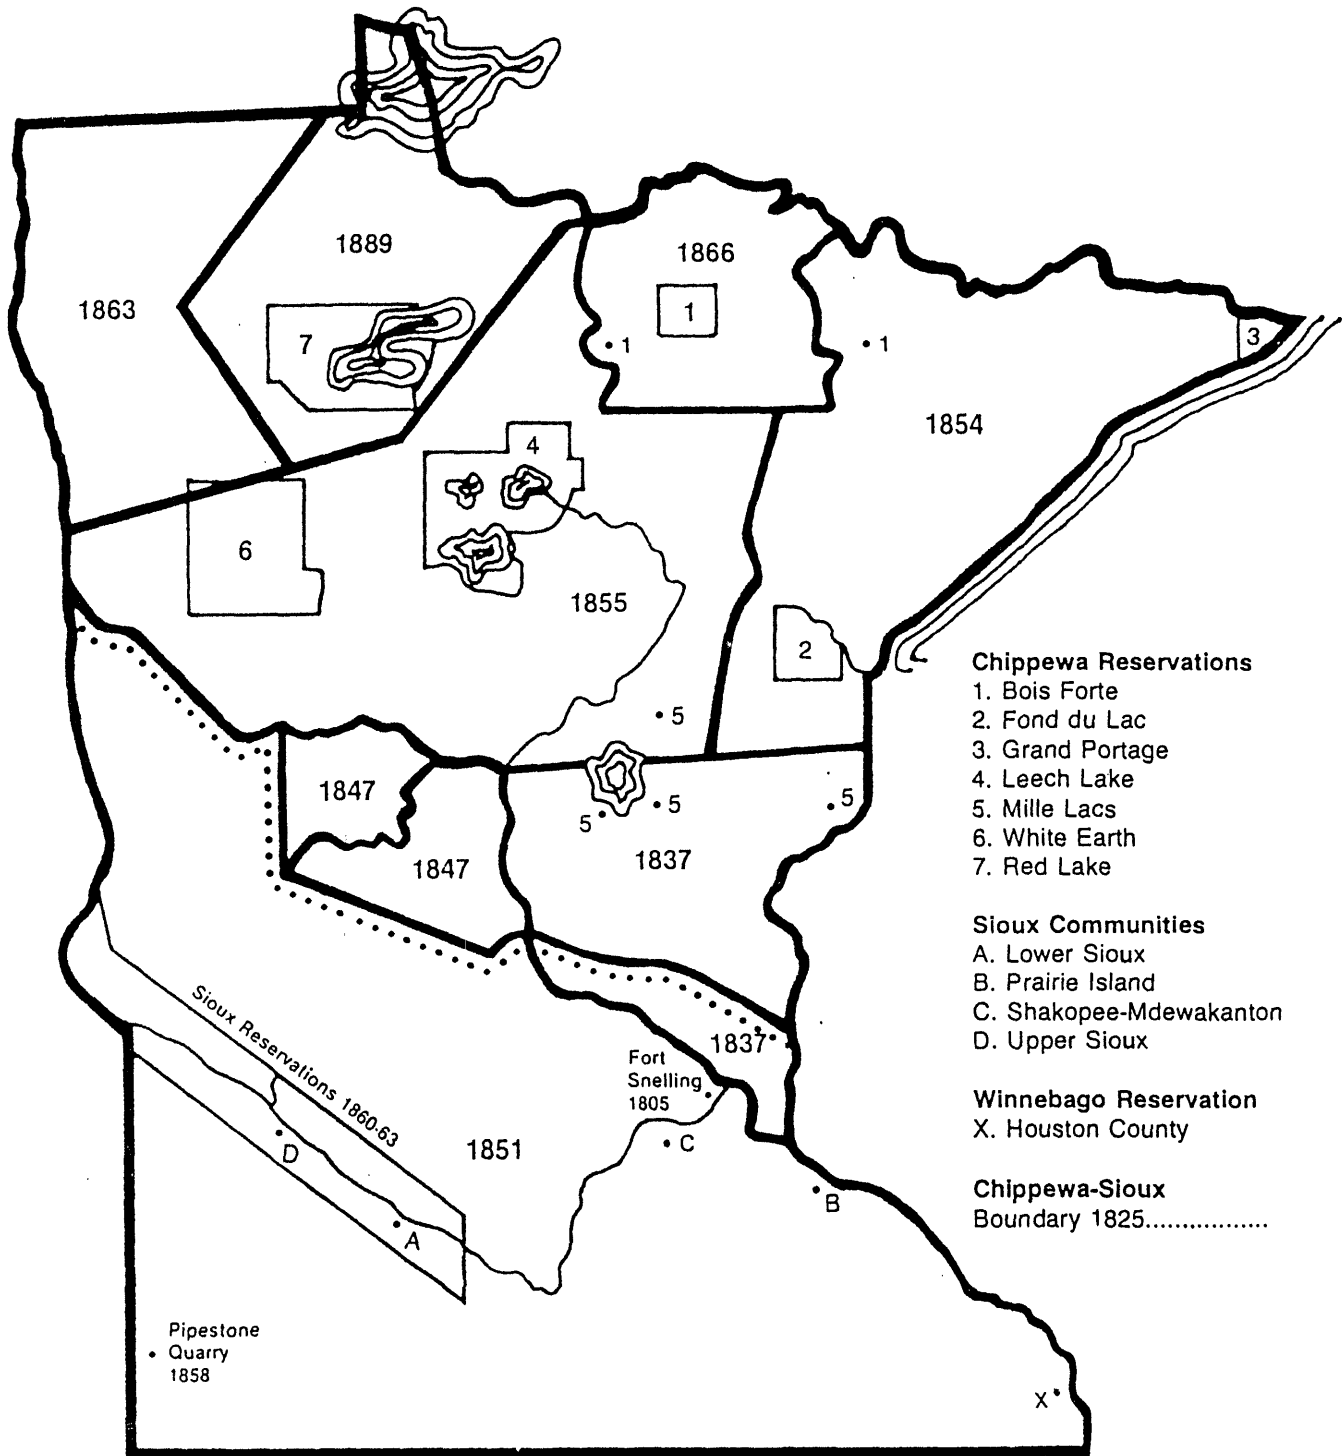 1889
1866
1863
7
1
3
1
1
1854
4
6
1855
2
5
Chippewa Reservations
1. Bois Forte
2. Fond du Lac
3. Grand Portage
4. Leech Lake
5. Mille Lacs
6. White Earth
7. Red Lake
1847
5
5
5
1847
1837
Sioux Communities
A. Lower Sioux
B. Prairie Island
C. Shakopee-Mdewakanton
D. Upper Sioux
Sioux Reservations 1860-63
1837
Fort
Snelling
1805
Winnebago Reservation
X. Houston County
1851
C
D
B
A
Chippewa-Sioux
Boundary 1825.................
Pipestone
Quarry
1858
X